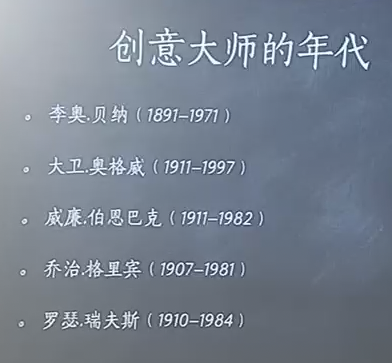 创意大师的年代
李奥.贝纳（1891–1971）
大卫.奥格威（1911–1997）
威廉.伯恩巴克（1911–1982）
乔治.格里宾（1907–1981）
罗瑟.瑞夫斯（1910–1984）